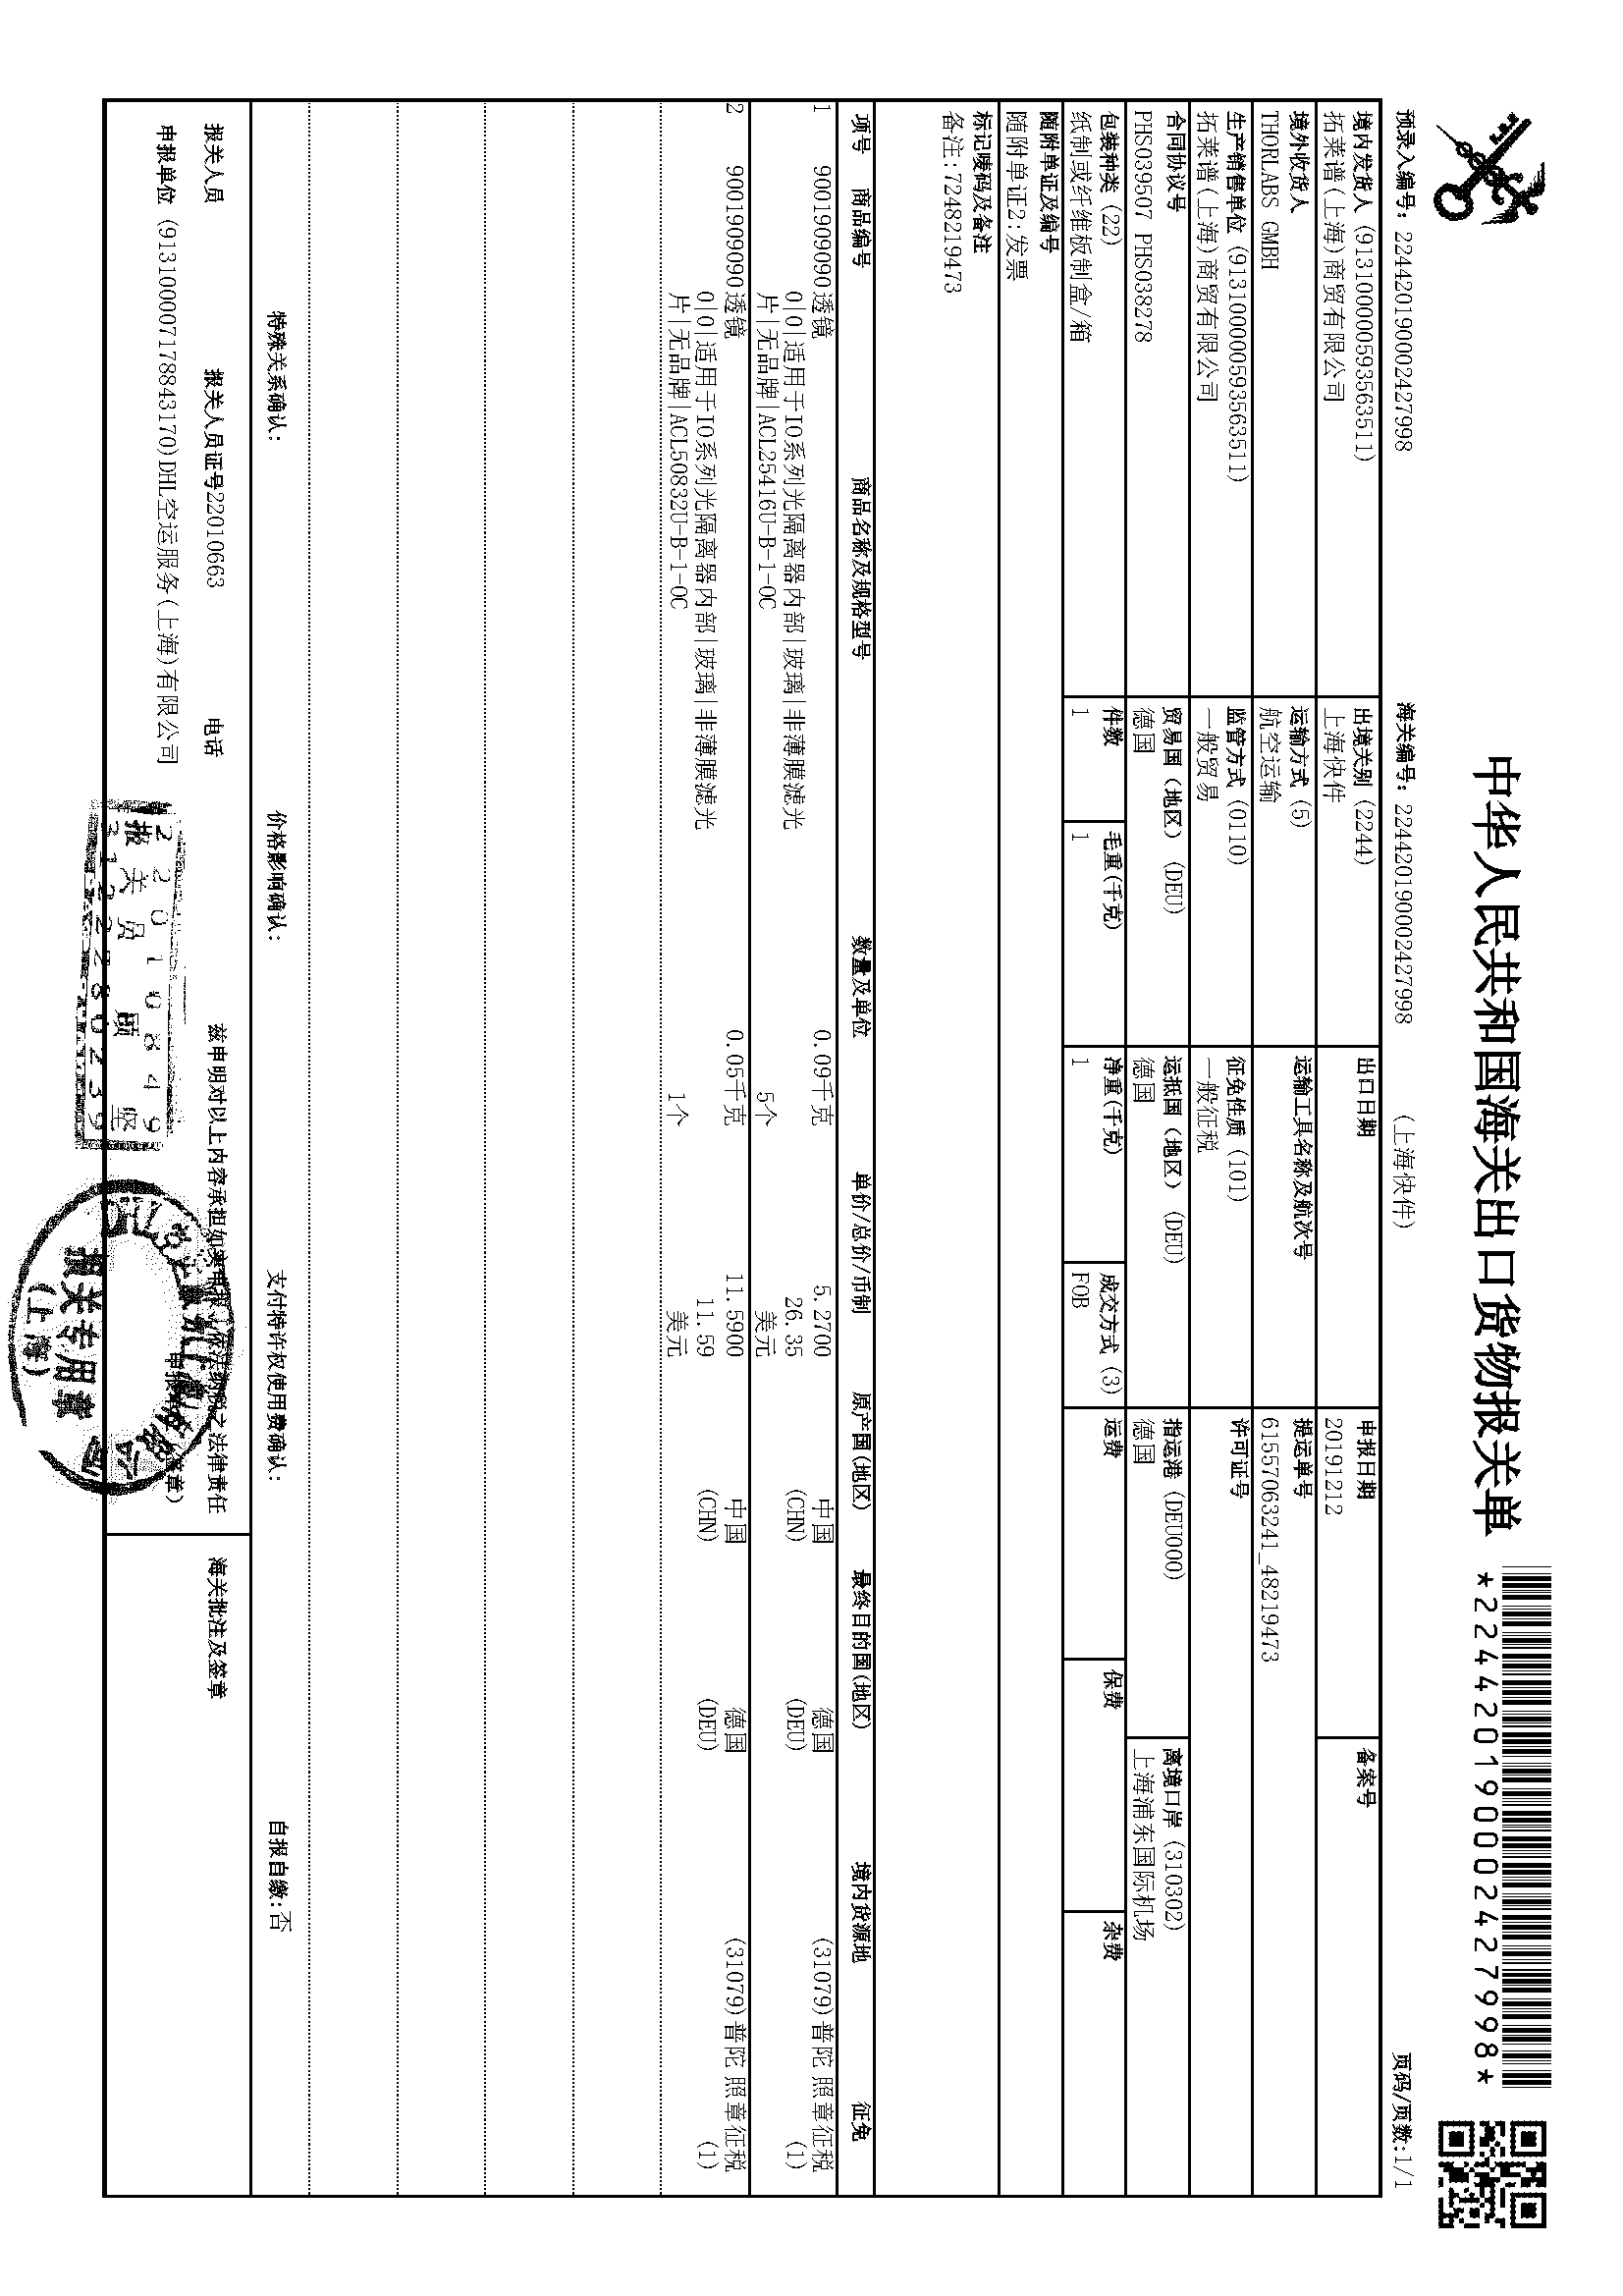 中华人民共和国海关出口货物报关单
*224420190002427998*
预录入编号：224420190002427998 海关编号：224420190002427998 (上海快件) 页码/页数:1/1
境内发货人 (91310000593563511) 出境关别 (2244) 出口日期 申报日期 备案号
拓莱谱(上海)商贸有限公司 上海快件 20191212
境外收货人 运输方式 (5) 运输工具名称及航次号 提运单号
THORLABS GMBH 航空运输 6155706324​1_48219473
生产销售单位 (91310000593563511) 监管方式 (0110) 征免性质 (101) 许可证号
拓莱谱(上海)商贸有限公司 一般贸易 一般征税
合同协议号 贸易国 (地区) (DEU) 运抵国 (地区) (DEU) 指运港 (DEU000) 离境口岸 (310302)
PHS039507 PHS038278 德国 德国 德国 上海浦东国际机场
包装种类 (22) 件数 毛重(千克) 净重(千克) 成交方式 (3) 运费 保费 杂费
纸制或纤维板制盒/箱 1 1 1 FOB
随附单证及编号
随附单证2:发票
标记唛码及备注
备注:7248219473
项号 商品编号 商品名称及规格型号 数量及单位 单价/总价/币制 原产国(地区) 最终目的国(地区) 境内货源地 征免
1 9001909090透镜 0.09千克 5.2700 中国 德国 (31079)普陀 照章征税
0|0|适用于IO系列光隔离器内部|玻璃|非薄膜滤光 26.35 (CHN) (DEU) (1)
片|无品牌|ACL25416U-B-1-OC 5个 美元
2 9001909090透镜 0.05千克 11.5900 中国 德国 (31079)普陀 照章征税
0|0|适用于IO系列光隔离器内部|玻璃|非薄膜滤光 11.59 (CHN) (DEU) (1)
片|无品牌|ACL50832U-B-1-OC 1个 美元
特殊关系确认: 价格影响确认: 支付特许权使用费确认: 自报自缴:否
报关人员 报关人员证号22010663 电话 兹申明对以上内容承担如实申报、依法纳税之法律责任 海关批注及签章
申报单位 (91310000717884317​0)DHL空运服务(上海)有限公司 申报单位 (签章)
22010849
报关员 顾 坚
报关专用章
(上海)